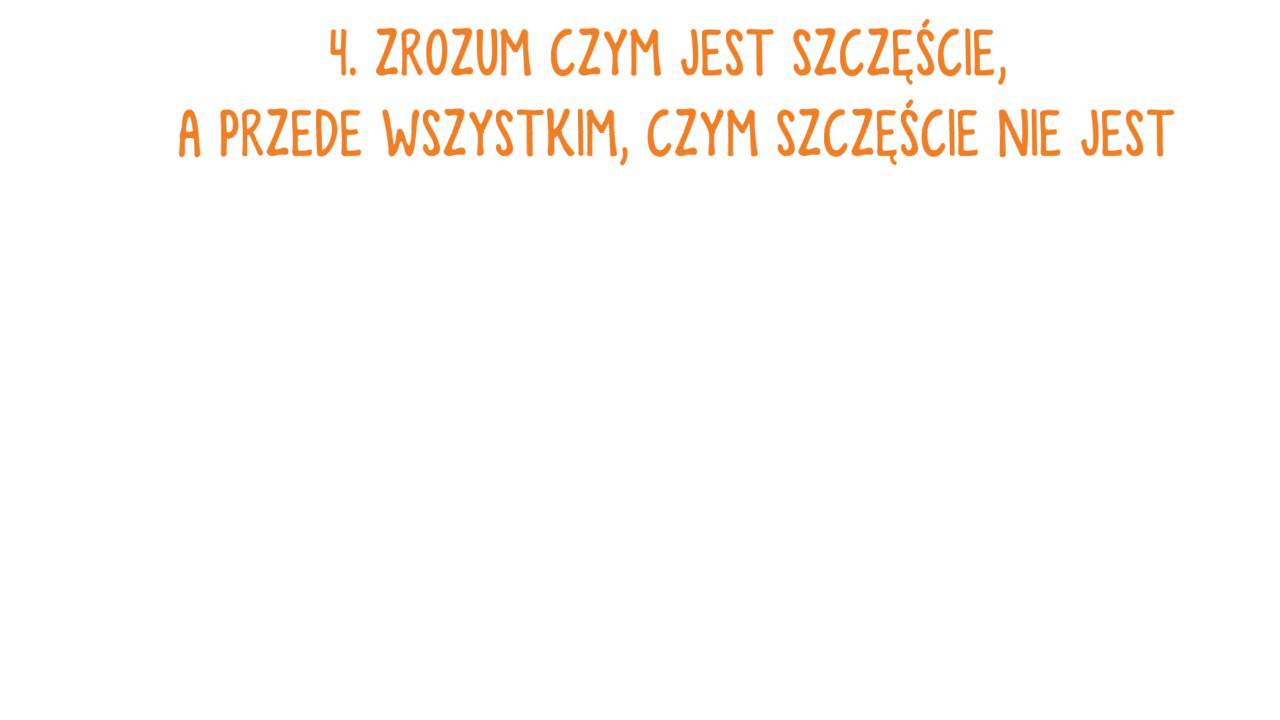 4. ZROZUM CZYM JEST SZCZĘŚCIE,
A PRZEDE WSZYSTKIM, CZYM SZCZĘŚCIE NIE JEST